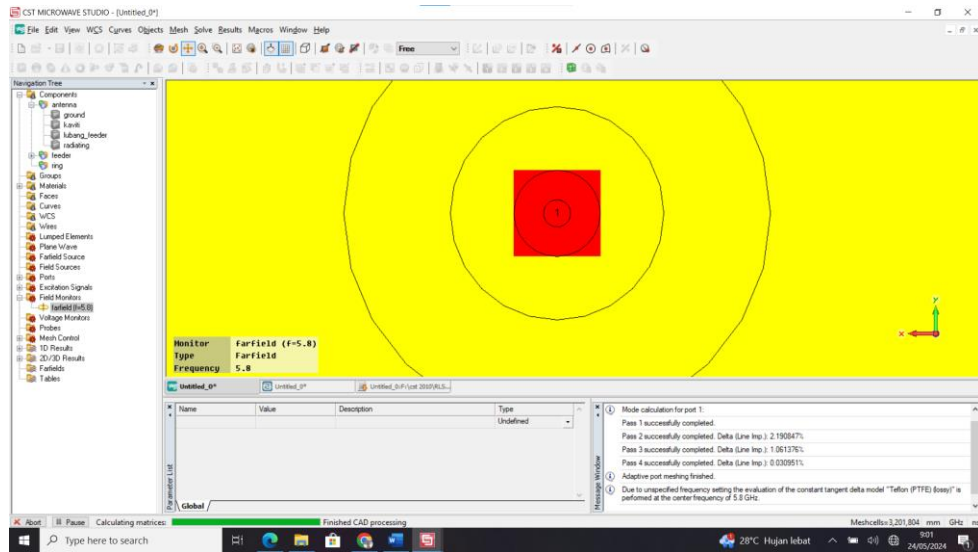 CST MICROWAVE STUDIO - [Untitled_0*]
File Edit View WCS Curves Objects Mesh Solve Results Macros Window Help
Free
Navigation Tree
Components
antenna
ground
kaviti
lubang_feeder
radiating
feeder
ring
Groups
Materials
Faces
Curves
WCS
Wires
Lumped Elements
Plane Wave
Farfield Source
Field Sources
Ports
Excitation Signals
Field Monitors
farfield (f=5.8)
Voltage Monitors
Probes
Mesh Control
1D Results
2D/3D Results
Farfields
Tables
1
y
x
Monitor farfield (f=5.8)
Type Farfield
Frequency 5.8
Untitled_0* Untitled_0* Untitled_0:F:\cst 2010\RLS...
Parameter List
Name Value Description Type
Undefined
Global
Message Window
Mode calculation for port 1:
Pass 1 successfully completed.
Pass 2 successfully completed. Delta (Line Imp.): 2.190847%
Pass 3 successfully completed. Delta (Line Imp.): 1.061376%
Pass 4 successfully completed. Delta (Line Imp.): 0.030951%
Adaptive port meshing finished.
Due to unspecified frequency setting the evaluation of the constant tangent delta model "Teflon (PTFE) (lossy)" is
performed at the center frequency of 5.8 GHz.
Abort Pause Calculating matrices: Finished CAD processing Meshcells=3,201,804 mm GHz
Type here to search
28°C Hujan lebat
9:01
24/05/2024